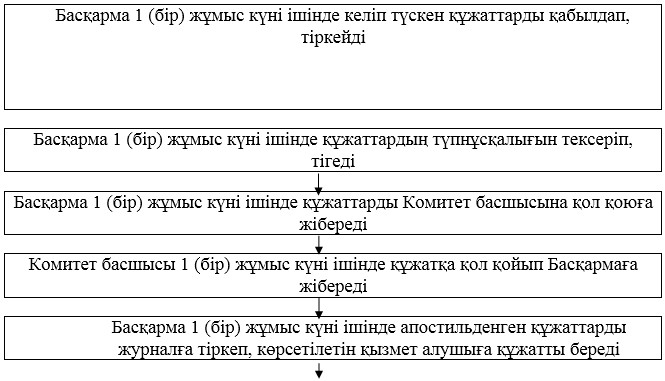 Басқарма 1 (бір) жұмыс күні ішінде келіп түскен құжаттарды қабылдап,
тіркейді
Басқарма 1 (бір) жұмыс күні ішінде құжаттардың түпнұсқалығын тексеріп,
тігеді
Басқарма 1 (бір) жұмыс күні ішінде құжаттарды Комитет басшысына қол қоюға
жібереді
Комитет басшысы 1 (бір) жұмыс күні ішінде құжатқа қол қойып Басқармаға
жібереді
Басқарма 1 (бір) жұмыс күні ішінде апостильденген құжаттарды
журналға тіркеп, көрсетілетін қызмет алушыға құжатты береді